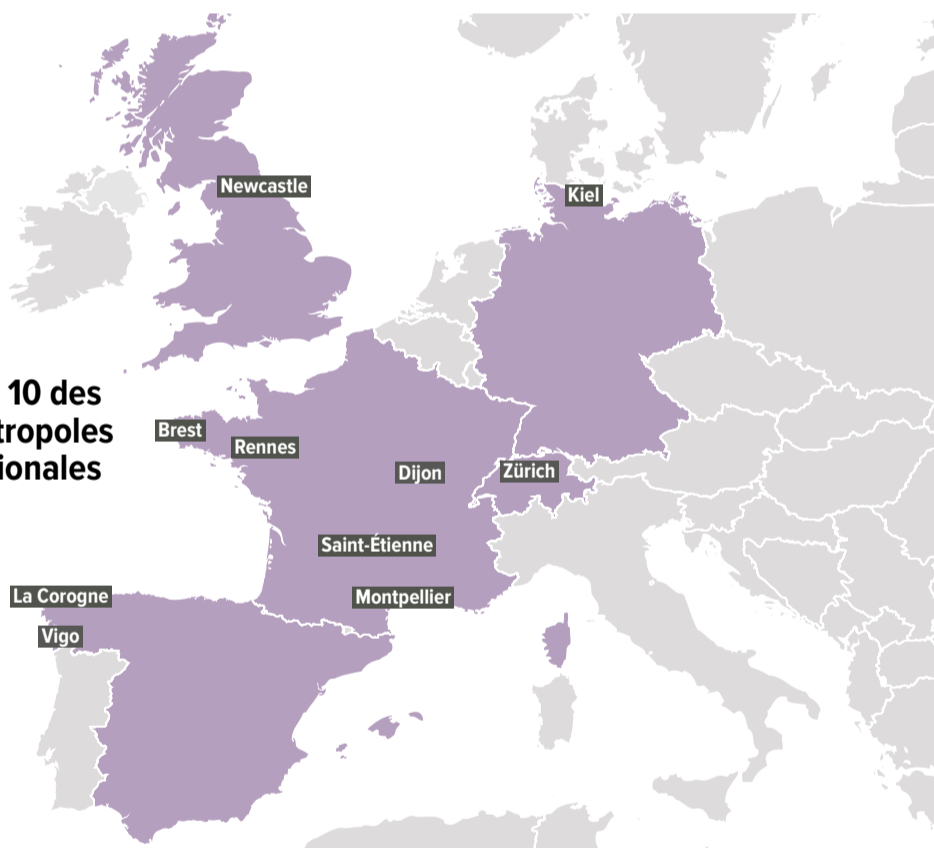 Newcastle
Kiel
10 des
tropoles
ionales
Brest
Rennes
Dijon
Zürich
Saint-Étienne
La Corogne
Montpellier
Vigo